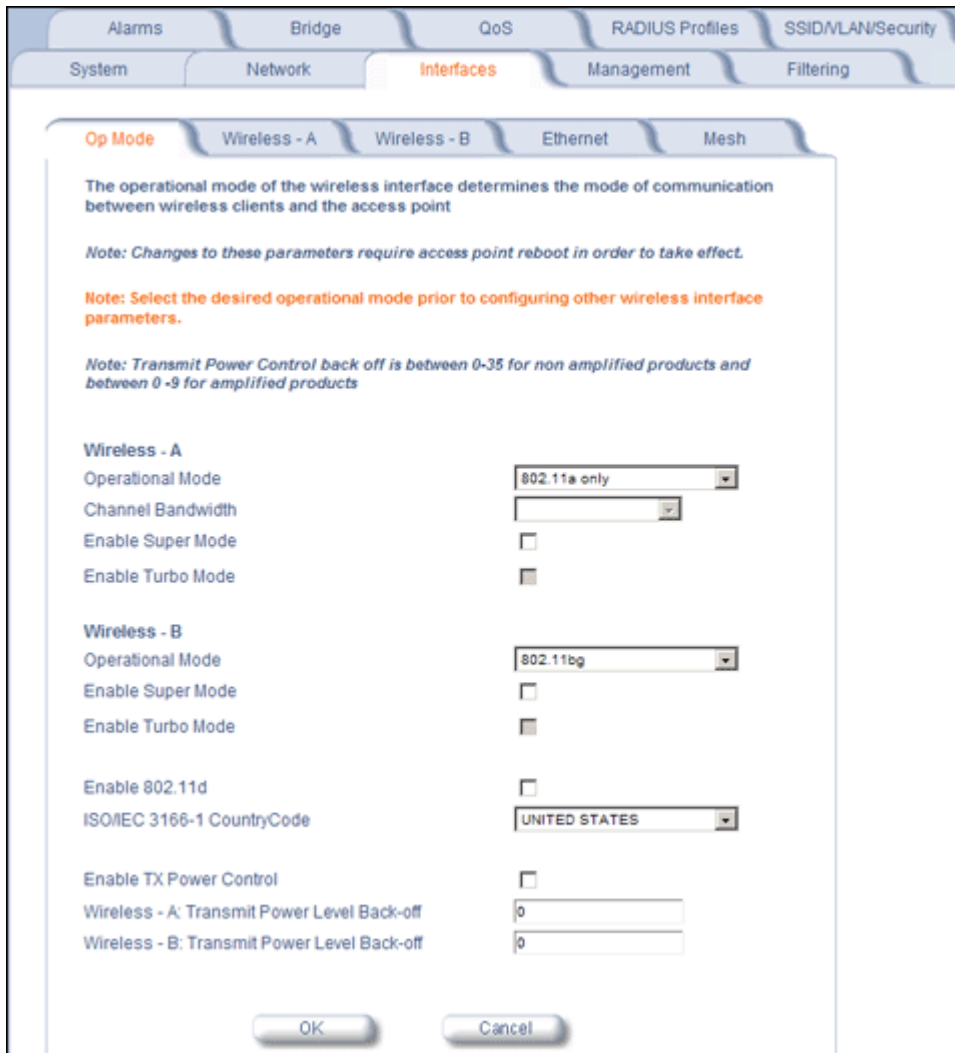 Alarms Bridge QoS RADIUS Profiles SSID/VLAN/Security
System Network Interfaces Management Filtering
Op Mode Wireless - A Wireless - B Ethernet Mesh
The operational mode of the wireless interface determines the mode of communication
between wireless clients and the access point
Note: Changes to these parameters require access point reboot in order to take effect.
Note: Select the desired operational mode prior to configuring other wireless interface
parameters.
Note: Transmit Power Control back off is between 0-35 for non amplified products and
between 0 -9 for amplified products
Wireless - A
Operational Mode 802.11a only
Channel Bandwidth
Enable Super Mode
Enable Turbo Mode
Wireless - B
Operational Mode 802.11bg
Enable Super Mode
Enable Turbo Mode
Enable 802.11d
ISO/IEC 3166-1 CountryCode UNITED STATES
Enable TX Power Control
Wireless - A: Transmit Power Level Back-off 0
Wireless - B: Transmit Power Level Back-off 0
OK Cancel